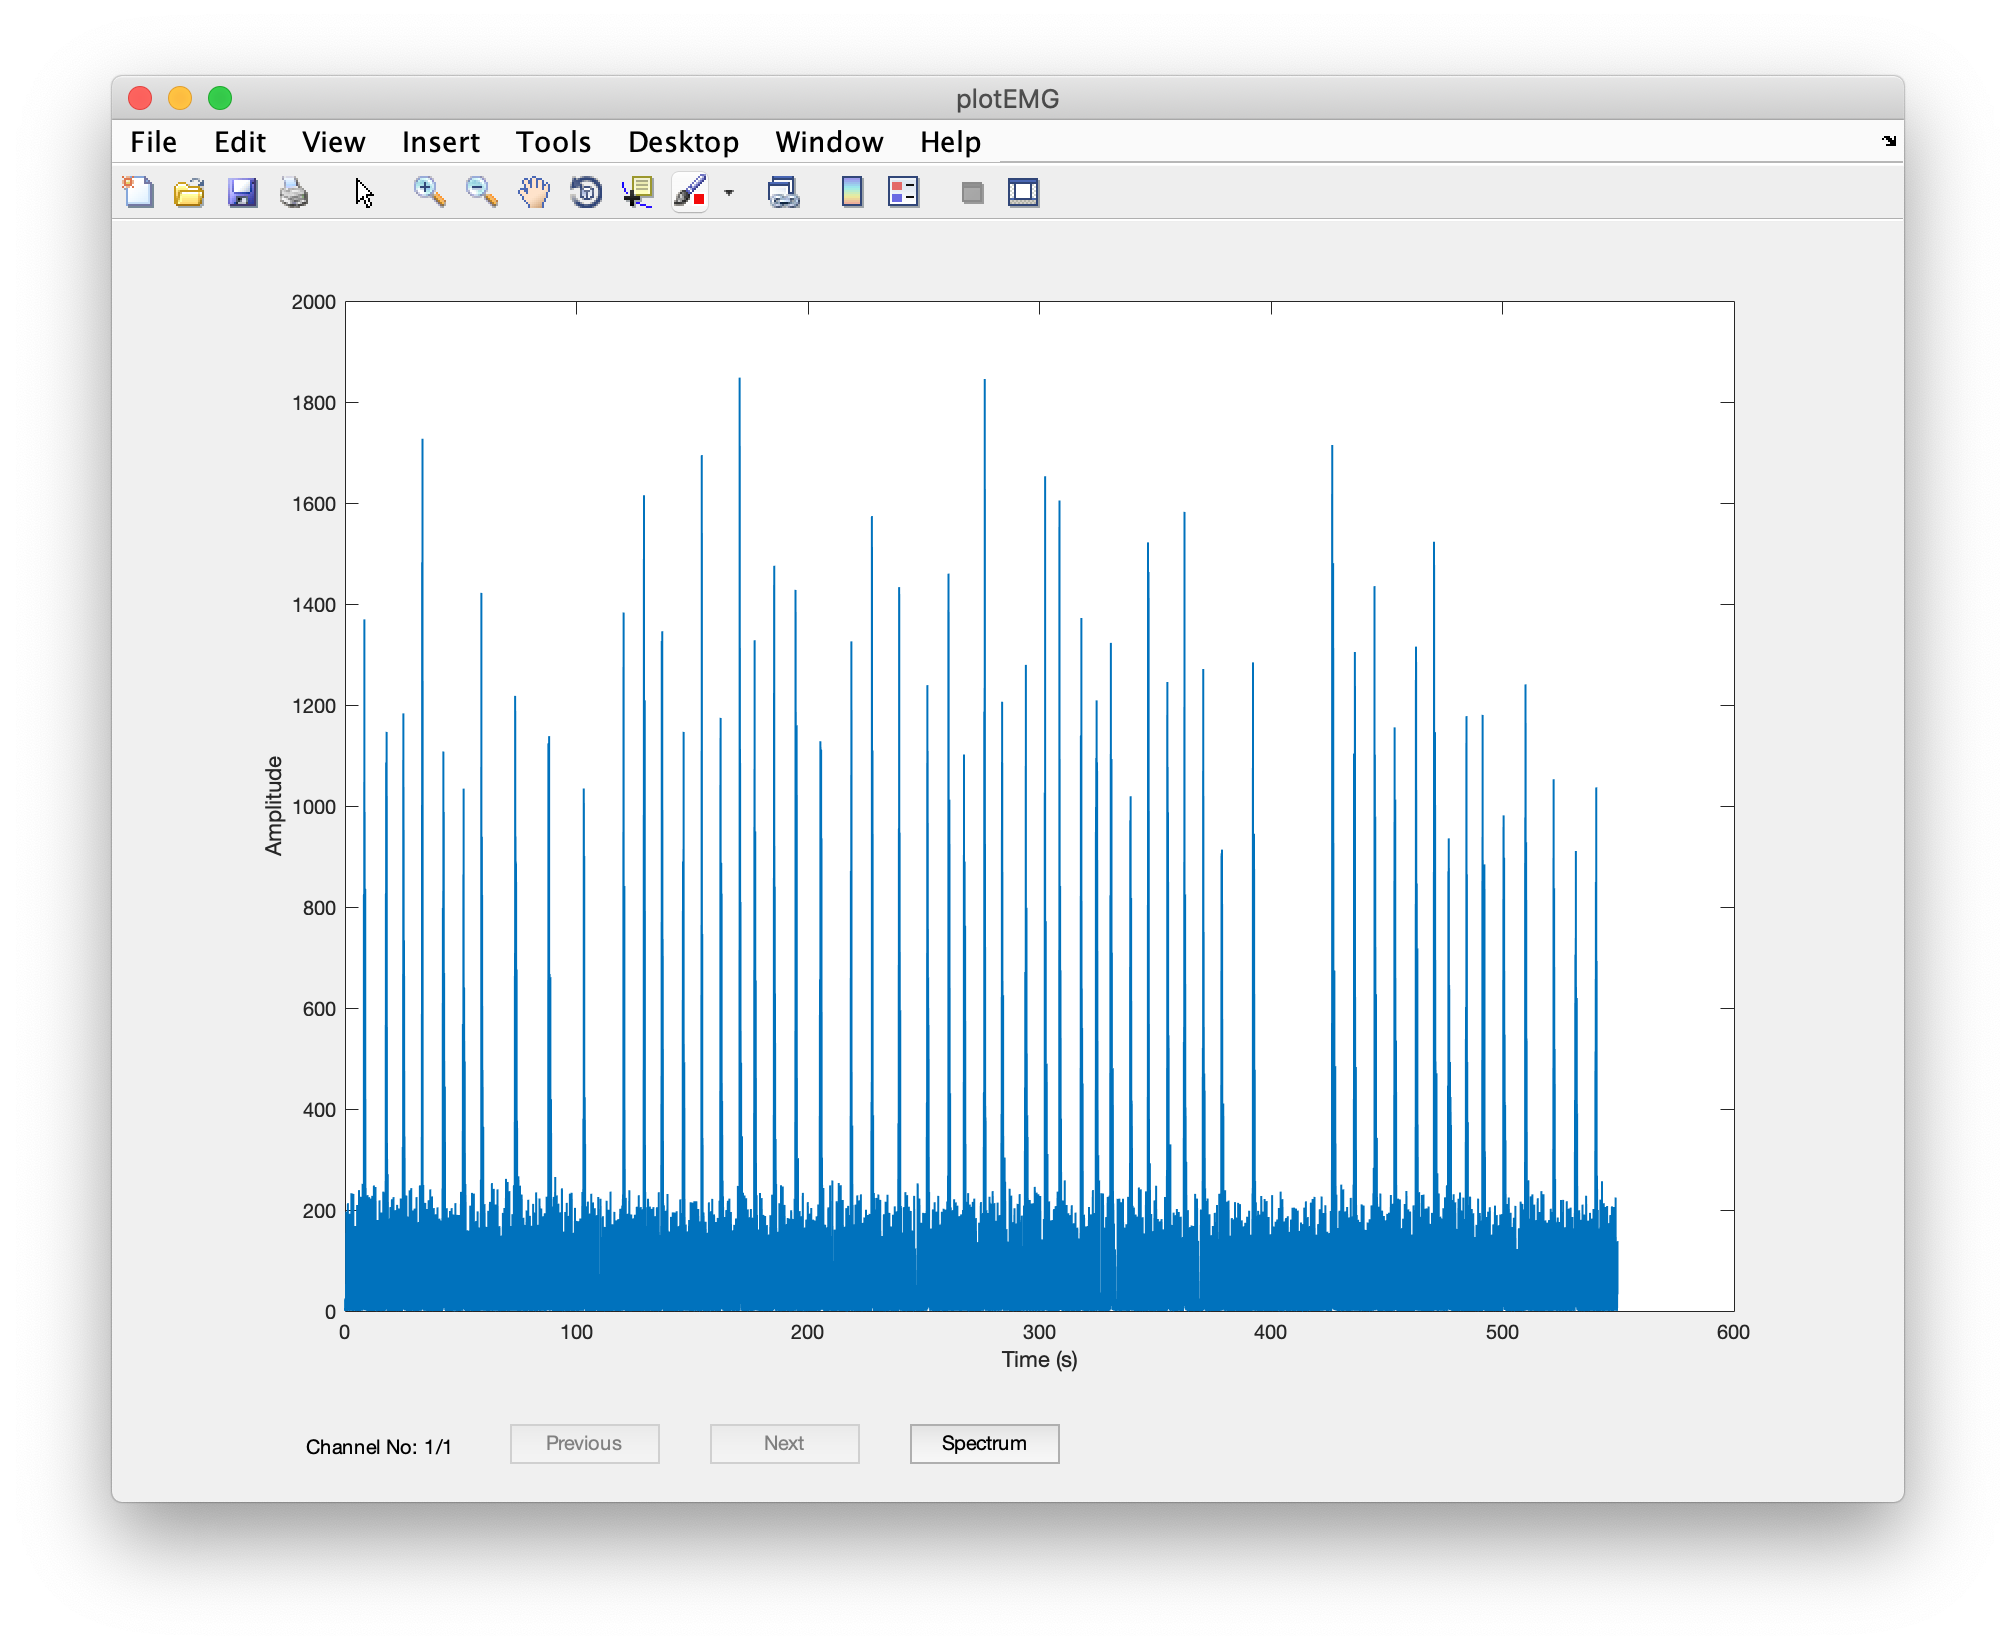 plotEMG
File Edit View Insert Tools Desktop Window Help
2000
1800
1600
1400
1200
1000
800
600
400
200
0
Amplitude
0 100 200 300 400 500 600
Time (s)
Channel No: 1/1 Previous Next Spectrum